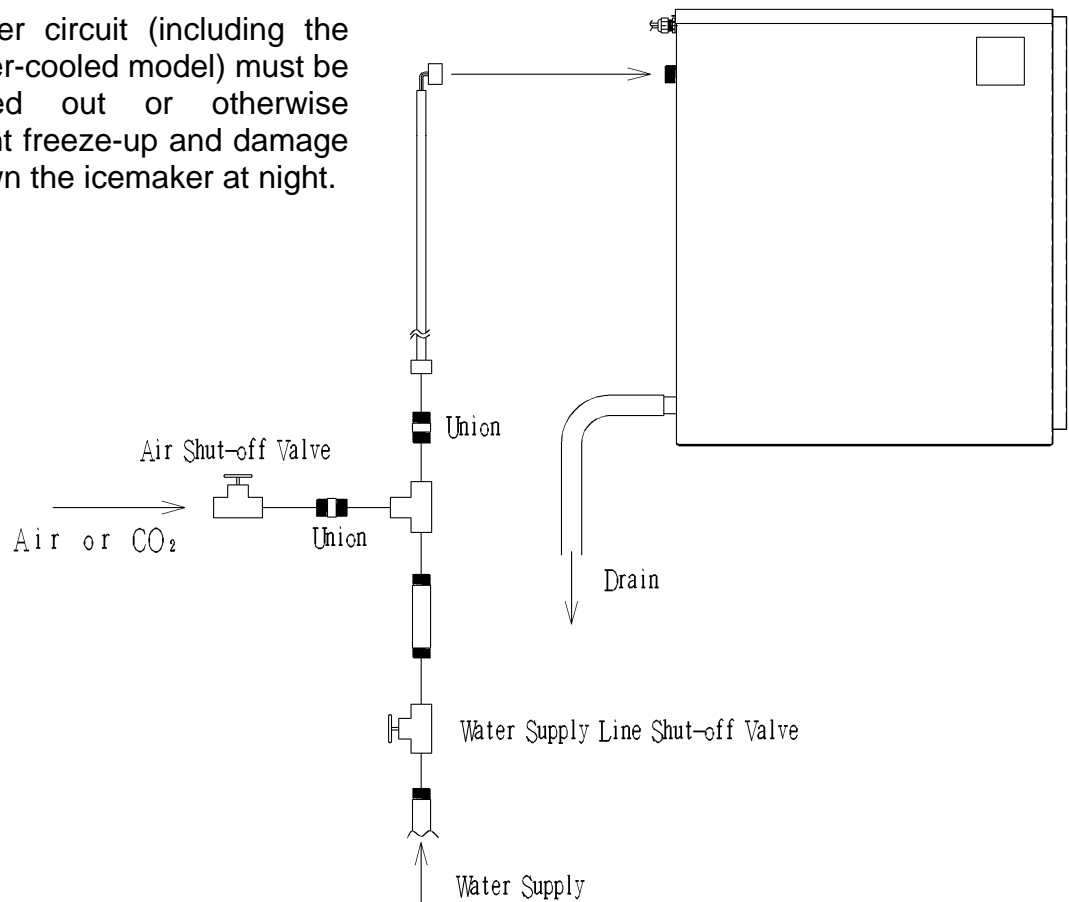 er circuit (including the
er-cooled model) must be
ed out or otherwise
nt freeze-up and damage
wn the icemaker at night.
Union
Air Shut-off Valve
Air or CO₂
Union
Drain
Water Supply Line Shut-off Valve
Water Supply